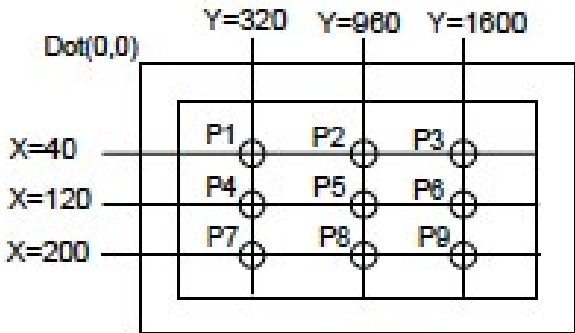 Y=320 Y=960 Y=1600
Dot(0,0)
X=40 P1 P2 P3
X=120 P4 P5 P6
X=200 P7 P8 P9